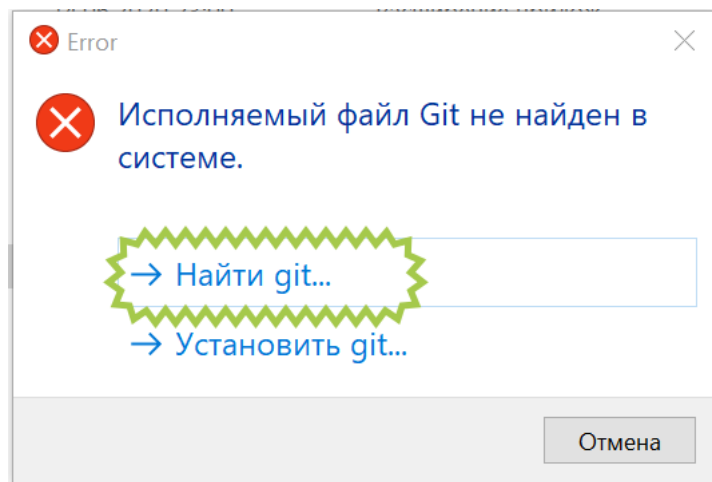 Error
Исполняемый файл Git не найден в
системе.
→ Найти git...
→ Установить git...
Отмена